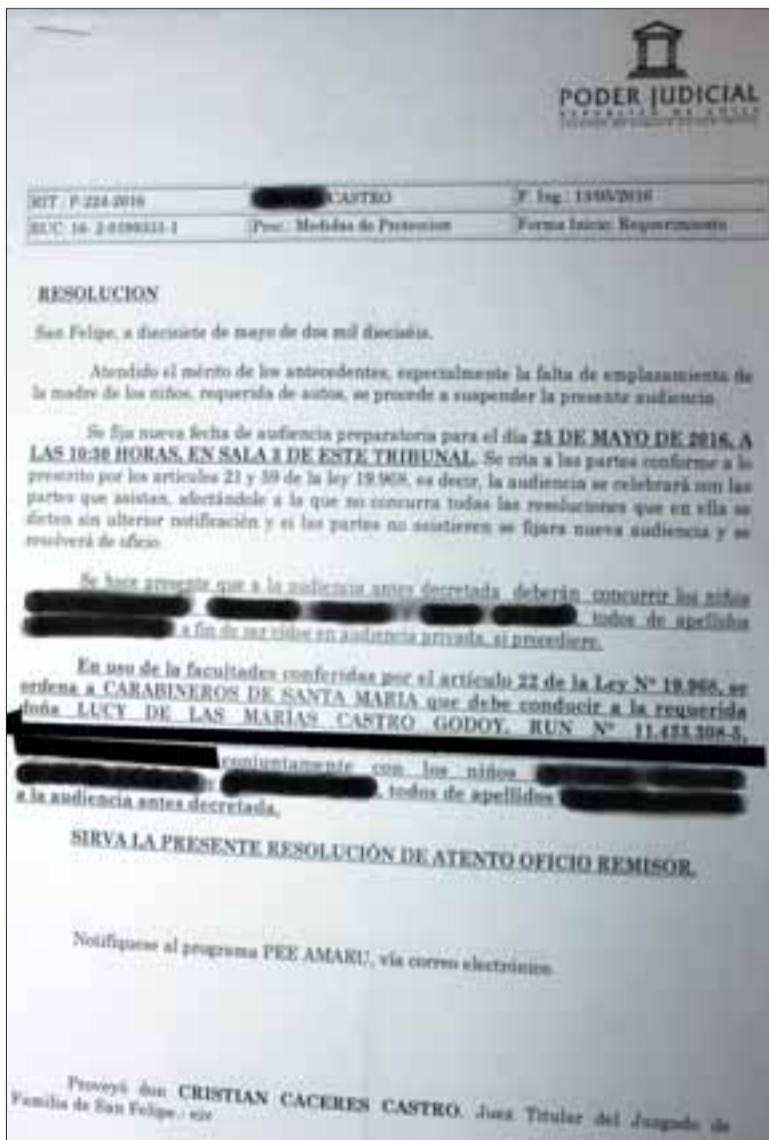 PODER JUDICIAL
REPUBLICA DE CHILE
RIT : P-224-2016 CASTRO F. Ing.: 13/05/2016
RUC: 16- Proc.: Medidas de Proteccion Forma Inicio: Requerimiento
RESOLUCION
San Felipe, a diecisiete de mayo de dos mil dieciséis.
Atendido el mérito de los antecedentes, especialmente la falta de emplazamiento de
la madre de los niños, requerida de autos, se procede a suspender la presente audiencia.
Se fija nueva fecha de audiencia preparatoria para el día 25 DE MAYO DE 2016, A
LAS 10:30 HORAS, EN SALA 3 DE ESTE TRIBUNAL. Se cita a las partes conforme a lo
prescrito por los artículos 21 y 59 de la ley 19.968, es decir, la audiencia se celebrará con las
partes que asistan, afectándole a la que no concurra todas las resoluciones que en ella se
dicten sin ulterior notificación y si las partes no asistieren se fijara nueva audiencia y se
resolverá de oficio.
Se hace presente que a la audiencia antes decretada deberán concurrir los niños
, todos de apellidos
a fin de ser oídos en audiencia privada, si procediere.
En uso de la facultades conferidas por el artículo 22 de la Ley N° 19.968, se
ordena a CARABINEROS DE SANTA MARIA que debe conducir a la requerida
doña LUCY DE LAS MARÍAS CASTRO GODOY, RUN N°
conjuntamente con los niños
, todos de apellidos
a la audiencia antes decretada.
SIRVA LA PRESENTE RESOLUCIÓN DE ATENTO OFICIO REMISOR.
Notifíquese al programa PEE AMARU, vía correo electrónico.
Proveyó don CRISTIAN CACERES CASTRO. Juez Titular del Juzgado de
Familia de San Felipe.-